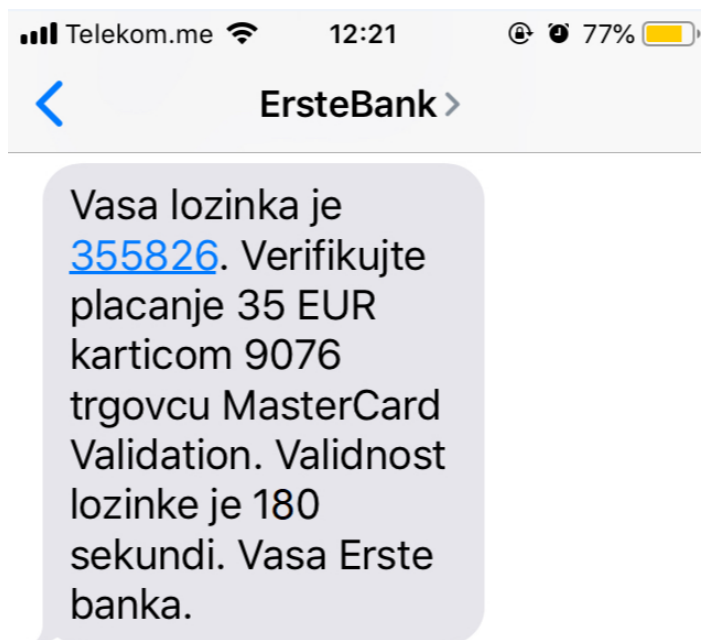 Telekom.me 12:21 77%
ErsteBank
Vasa lozinka je
355826. Verifikujte
placanje 35 EUR
karticom 9076
trgovcu MasterCard
Validation. Validnost
lozinke je 180
sekundi. Vasa Erste
banka.